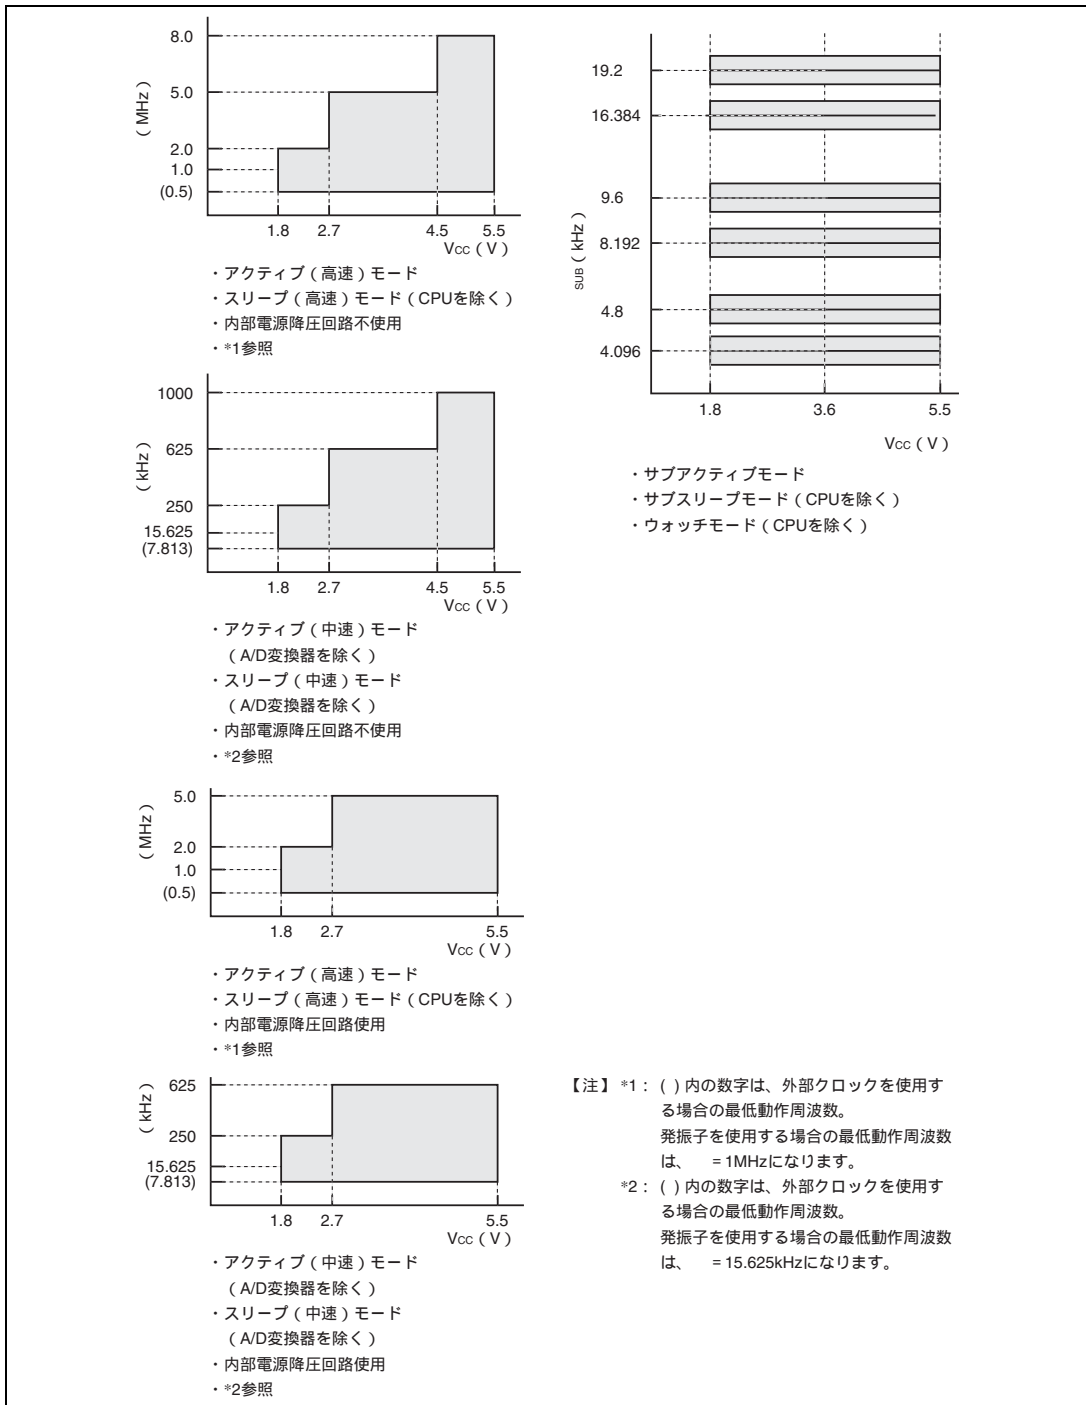 8.0
5.0
2.0
1.0
(0.5)
( MHz )
1.8 2.7 4.5 5.5
Vcc ( V )
・アクティブ ( 高速 ) モード
・スリープ ( 高速 ) モード ( CPUを除く )
・内部電源降圧回路不使用
・*1参照
1000
625
250
15.625
(7.813)
( kHz )
1.8 2.7 4.5 5.5
Vcc ( V )
・アクティブ ( 中速 ) モード
( A/D変換器を除く )
・スリープ ( 中速 ) モード
( A/D変換器を除く )
・内部電源降圧回路不使用
・*2参照
5.0
2.0
1.0
(0.5)
( MHz )
1.8 2.7 5.5
Vcc ( V )
・アクティブ ( 高速 ) モード
・スリープ ( 高速 ) モード ( CPUを除く )
・内部電源降圧回路使用
・*1参照
625
250
15.625
(7.813)
( kHz )
1.8 2.7 5.5
Vcc ( V )
・アクティブ ( 中速 ) モード
( A/D変換器を除く )
・スリープ ( 中速 ) モード
( A/D変換器を除く )
・内部電源降圧回路使用
・*2参照
19.2
16.384
9.6
8.192
4.8
4.096
SUB ( kHz )
1.8 3.6 5.5
Vcc ( V )
・サブアクティブモード
・サブスリープモード ( CPUを除く )
・ウォッチモード ( CPUを除く )
【注】 *1 : ( ) 内の数字は、外部クロックを使用す
る場合の最低動作周波数。
発振子を使用する場合の最低動作周波数
は、 = 1MHzになります。
*2 : ( ) 内の数字は、外部クロックを使用す
る場合の最低動作周波数。
発振子を使用する場合の最低動作周波数
は、 = 15.625kHzになります。